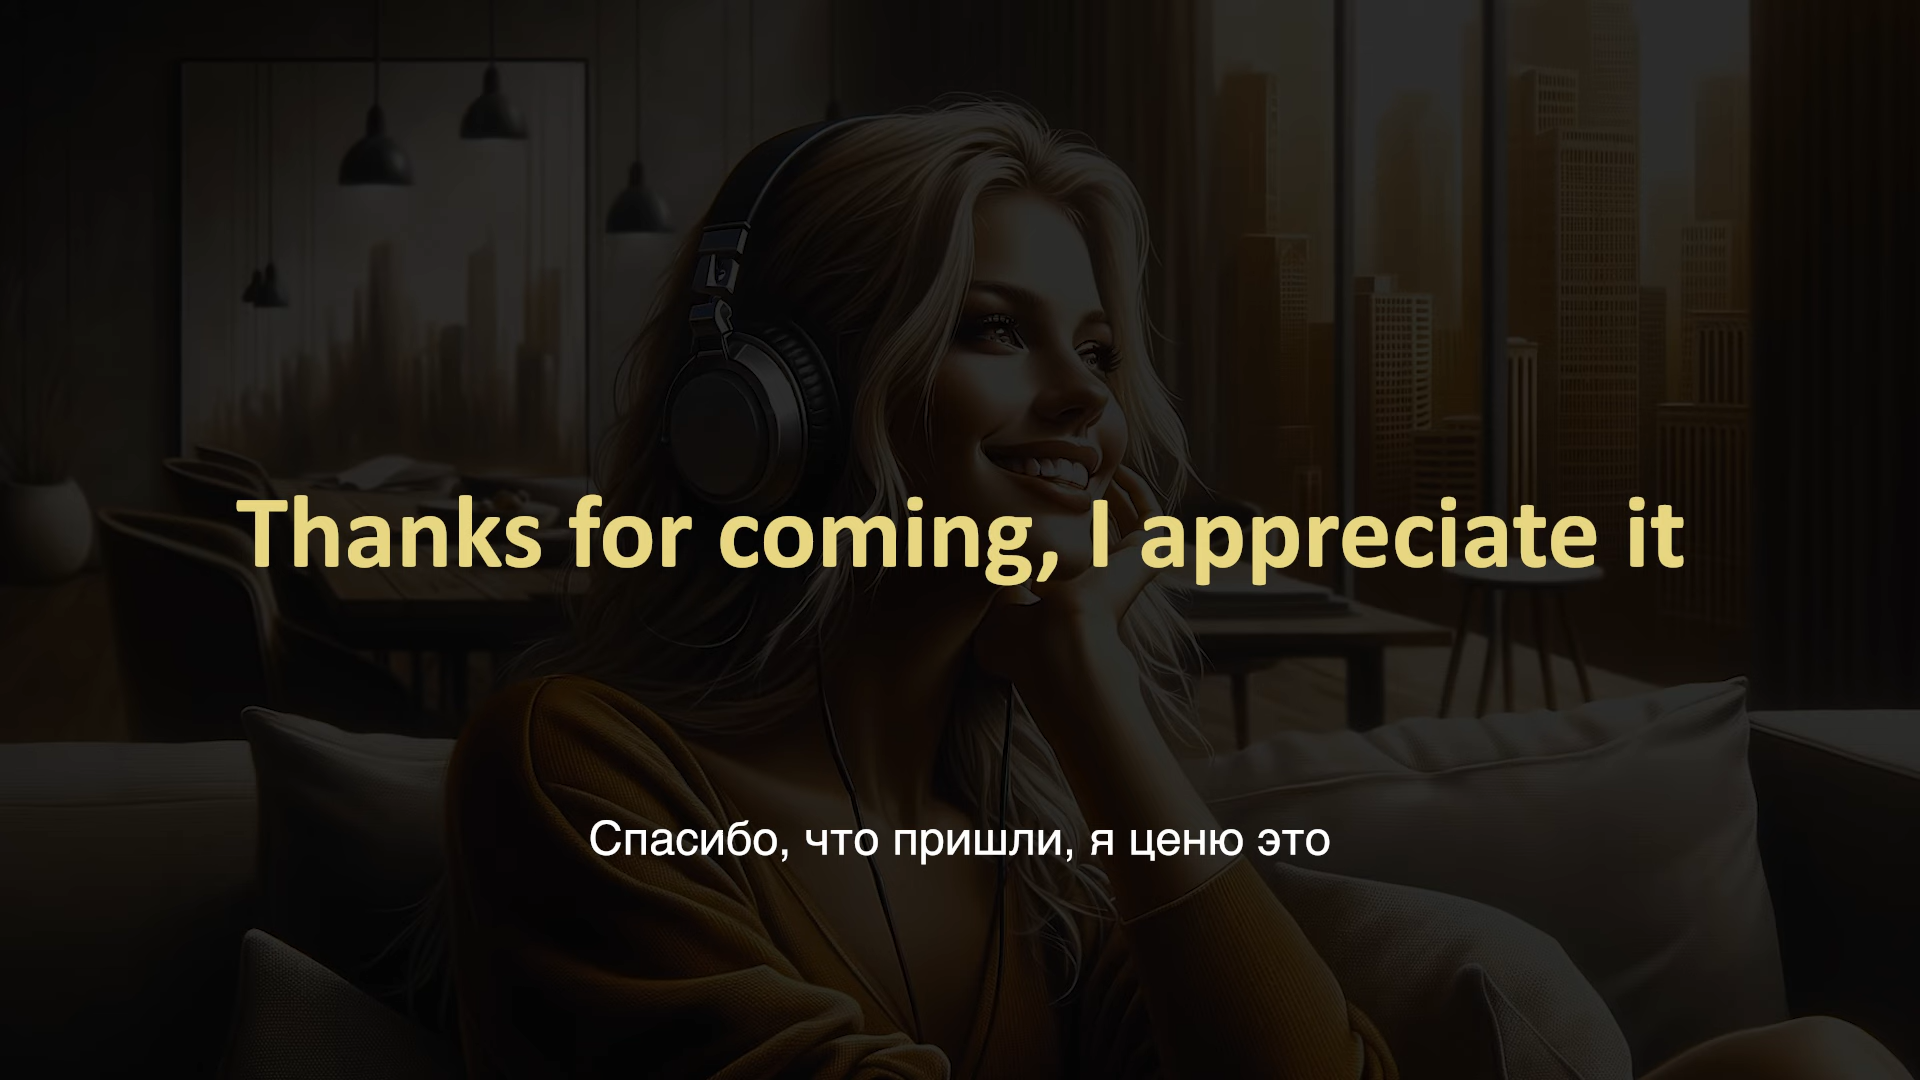 Thanks for coming, I appreciate it
Спасибо, что пришли, я ценю это